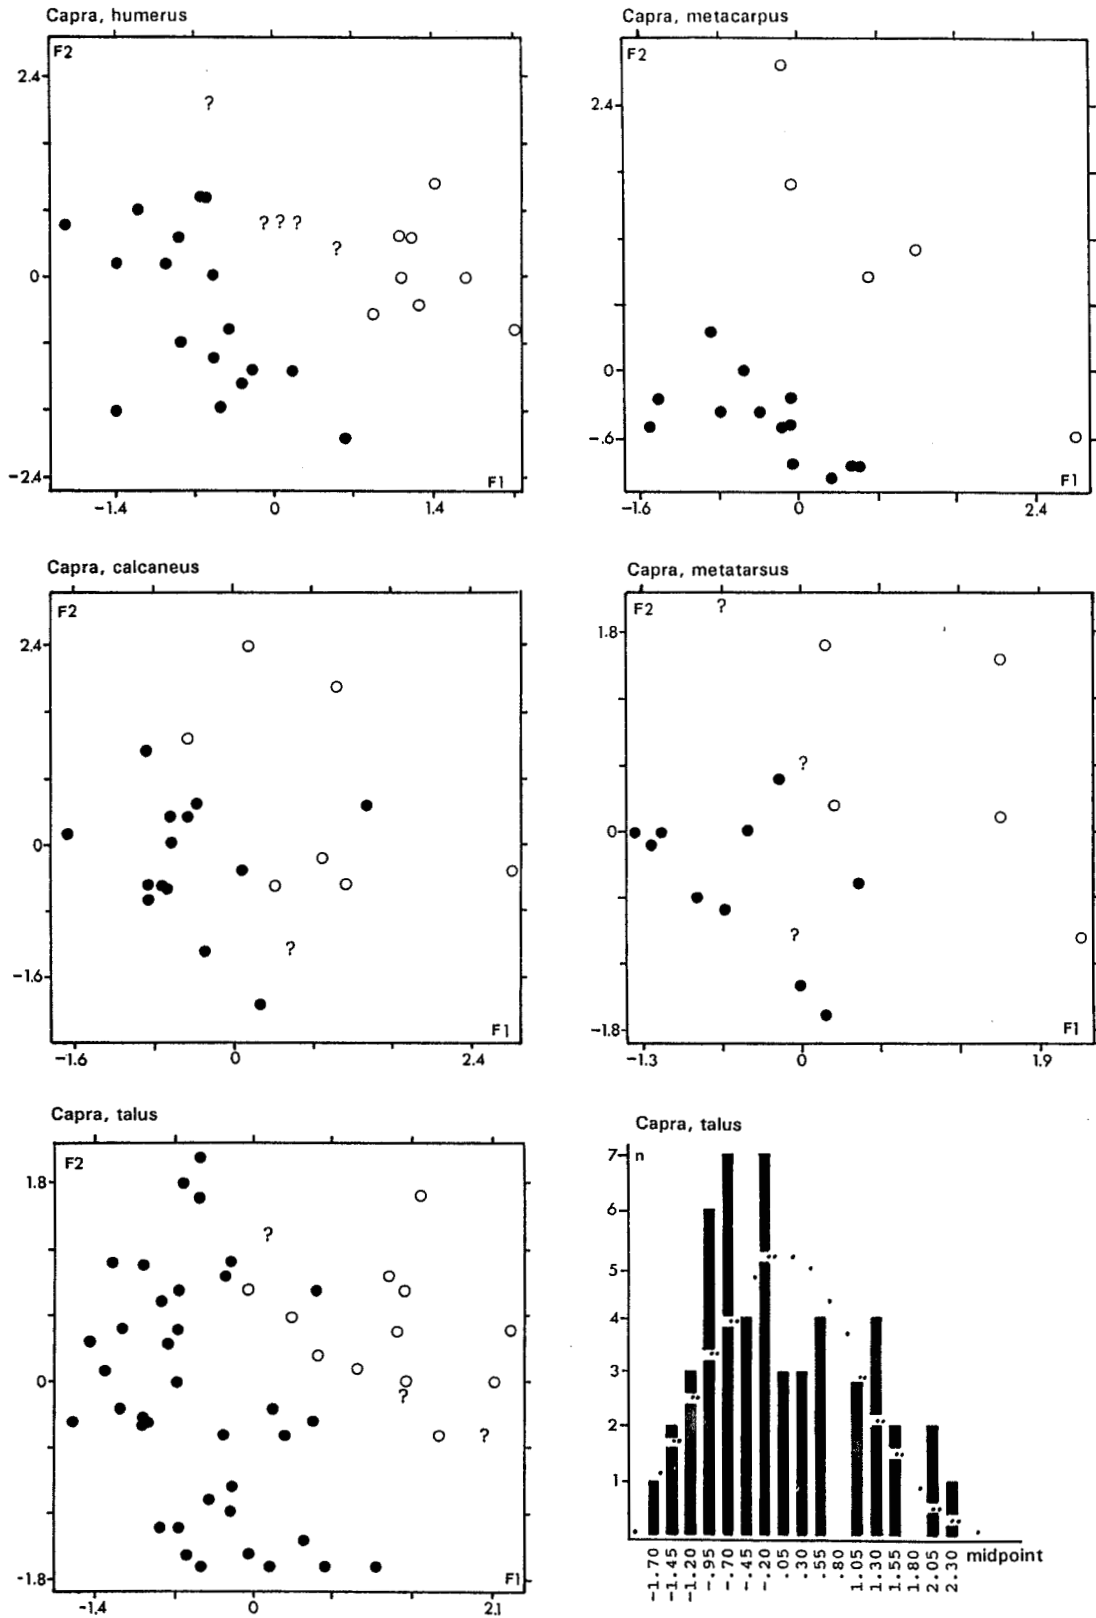 Capra, humerus
F2
2.4
?
? ? ?
?
0
-2.4
F1
-1.4 0 1.4
Capra, metacarpus
F2
2.4
0
-.6
F1
-1.6 0 2.4
Capra, calcaneus
F2
2.4
0
?
-1.6
F1
-1.6 0 2.4
Capra, metatarsus
F2
?
1.8
?
0
?
-1.8
F1
-1.3 0 1.9
Capra, talus
F2
1.8
?
0
?
?
-1.8
F1
-1.4 0 2.1
Capra, talus
7 n
6
5
4
3
2
1
-1.70 -1.45 -1.20 -.95 -.70 -.45 -.20 .05 .30 .55 .80 1.05 1.30 1.55 1.80 2.05 2.30 midpoint